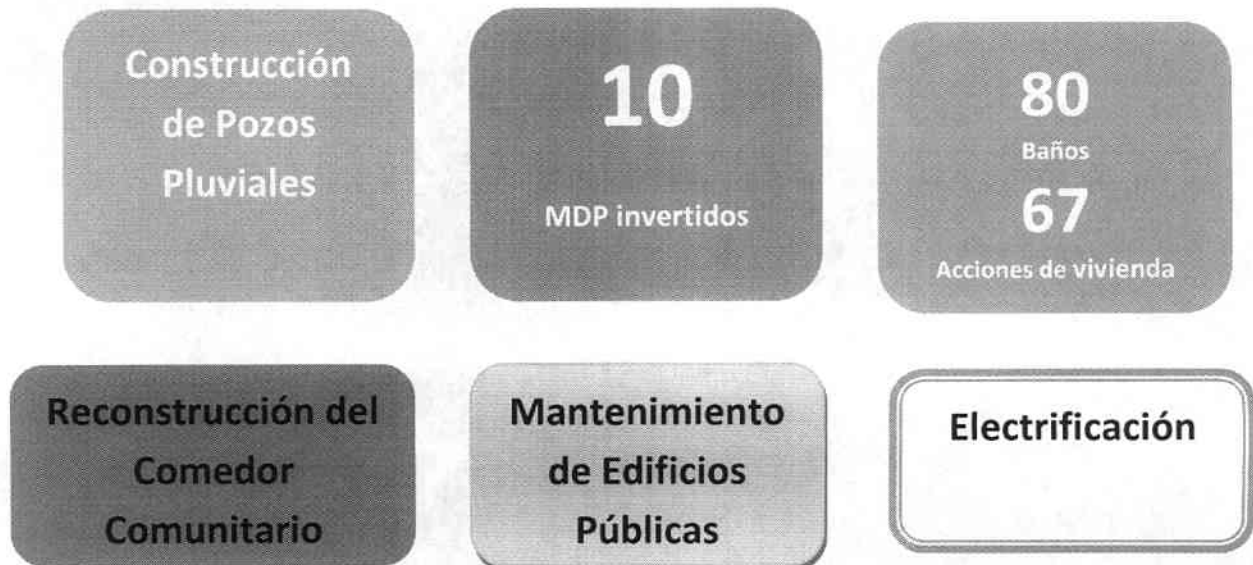 Construcción
de Pozos
Pluviales
10
MDP invertidos
80
Baños
67
Acciones de vivienda
Reconstrucción del
Comedor
Comunitario
Mantenimiento
de Edificios
Públicas
Electrificación